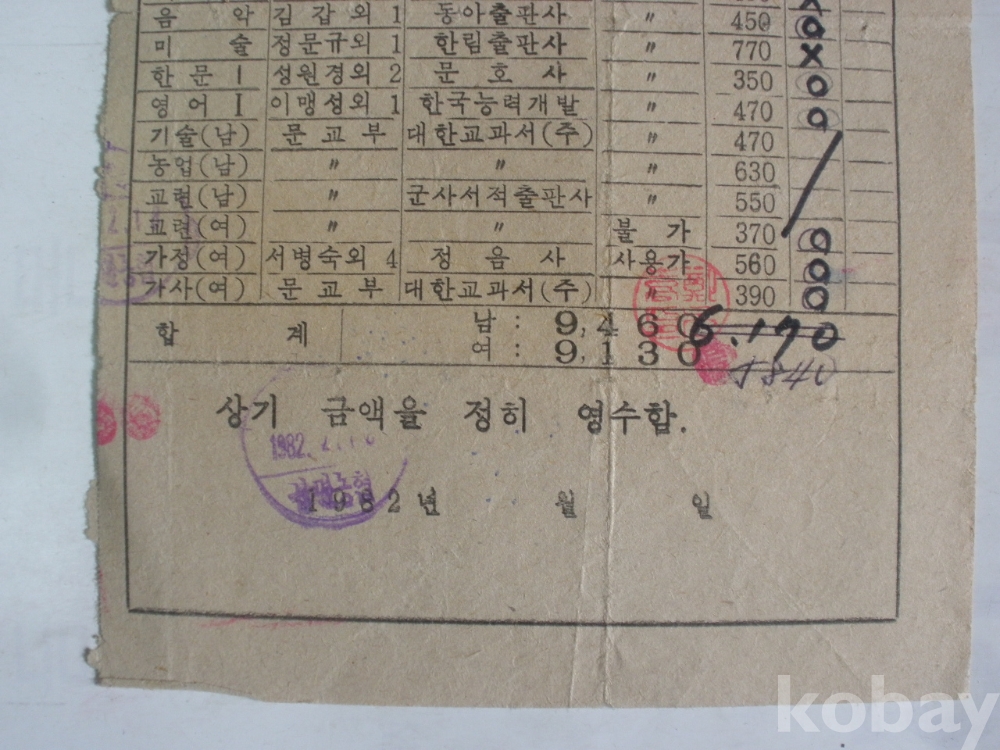 음 악 김갑외 1 동아출판사 〃 450 O
미 술 정문규외 1 한림출판사 〃 770 X
한 문 I 성원경외 2 문 호 사 〃 350 O
영 어 I 이맹성외 1 한국능력개발 〃 470 O
기술(남) 문 교 부 대한교과서(주) 〃 470
농업(남) 〃 〃 〃 630
교련(남) 〃 군사서적출판사 〃 550
교련(여) 〃 〃 불 가 370 O
가정(여) 서병숙외 4 정 음 사 사용가 560 O
가사(여) 문 교 부 대한교과서(주) 〃 390 O
합 계 남 : 9,460 6.170
여 : 9,130 5840
상기 금액을 정히 영수함.
1982.
1982년 월 일
kobay